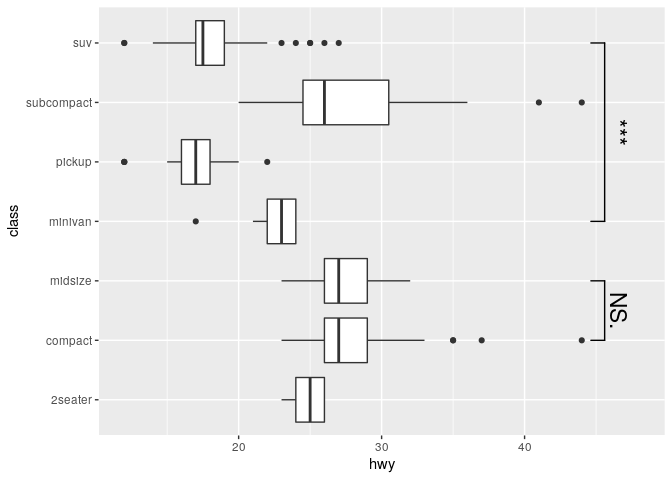 suv
subcompact
pickup
minivan
midsize
compact
2seater
class
***
NS.
20
30
40
hwy